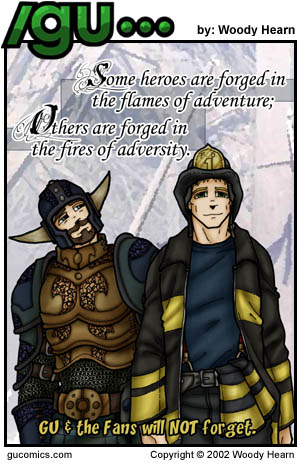 /gu...
by: Woody Hearn
Some heroes are forged in
the flames of adventure;
Others are forged in
the fires of adversity.
GU & the Fans will NOT forget.
gucomics.com
Copyright © 2002 Woody Hearn